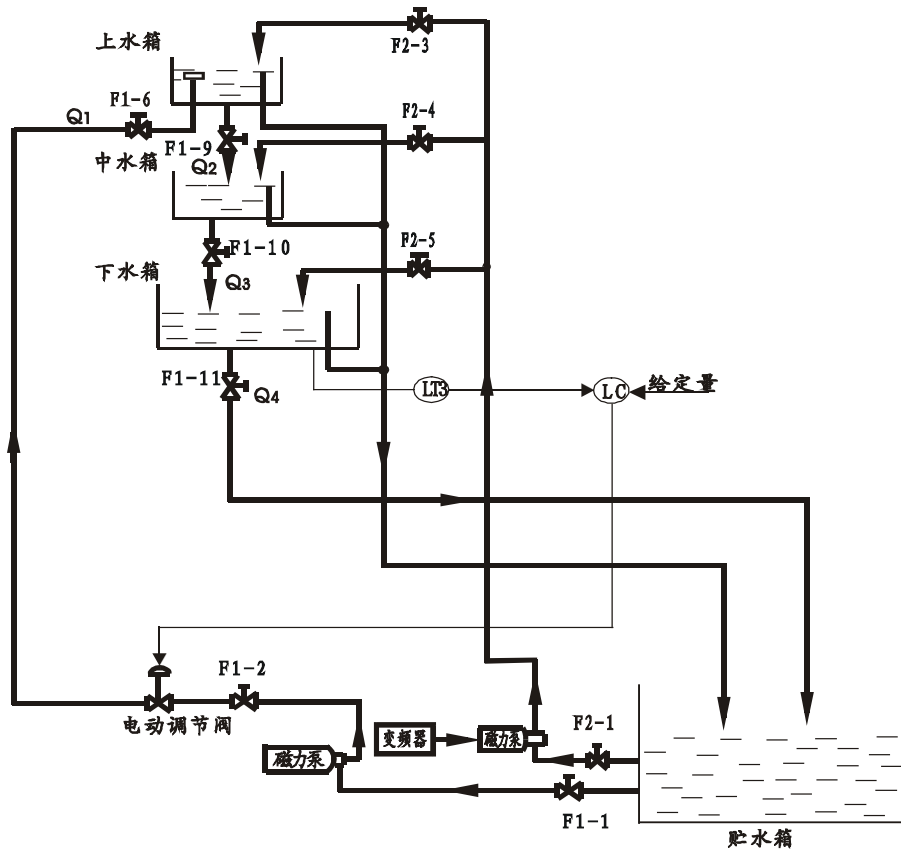 上水箱
F2-3
F1-6
Q1
F2-4
F1-9
中水箱
Q2
F2-5
F1-10
下水箱
Q3
F1-11
Q4
LT3
LC
给定量
F1-2
电动调节阀
变频器
磁力泵
F2-1
磁力泵
F1-1
贮水箱